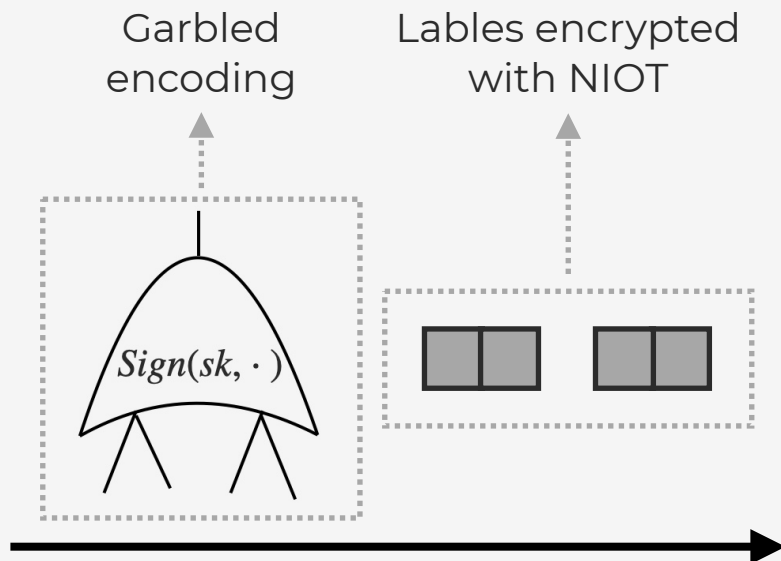 Garbled
encoding
Lables encrypted
with NIOT
Sign(sk, · )